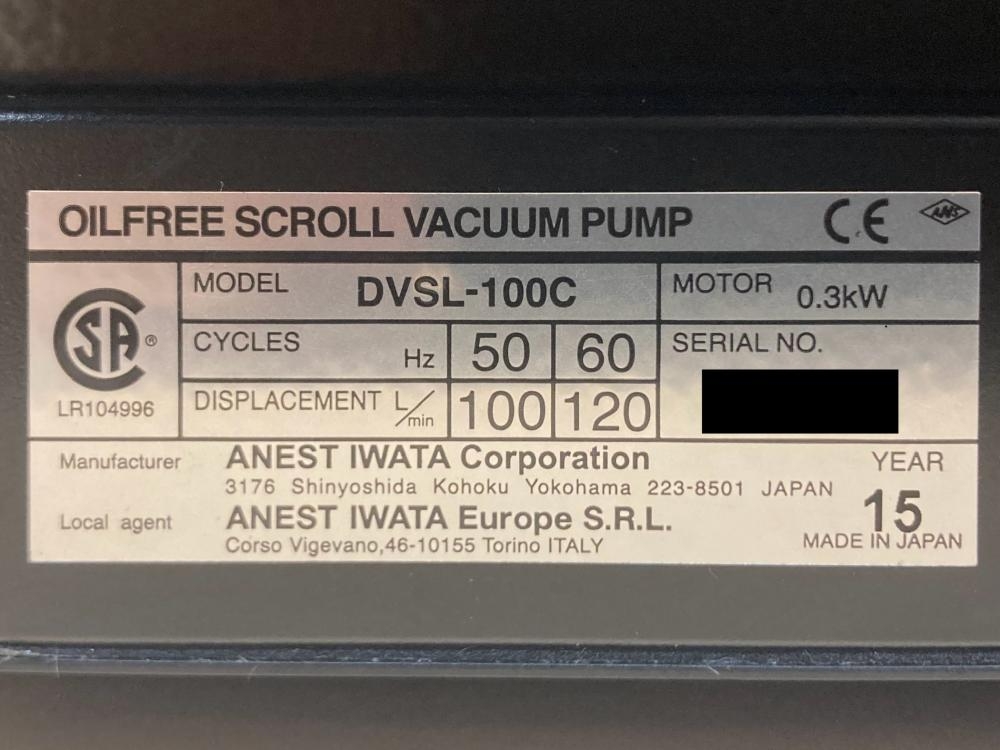 OILFREE SCROLL VACUUM PUMP CE ANS
SA ®
LR104996
MODEL DVSL-100C
MOTOR 0.3kW
CYCLES Hz 50 60
SERIAL NO.
DISPLACEMENT L/min 100 120
Manufacturer ANEST IWATA Corporation
3176 Shinyoshida Kohoku Yokohama 223-8501 JAPAN
Local agent ANEST IWATA Europe S.R.L.
Corso Vigevano,46-10155 Torino ITALY
YEAR
15
MADE IN JAPAN